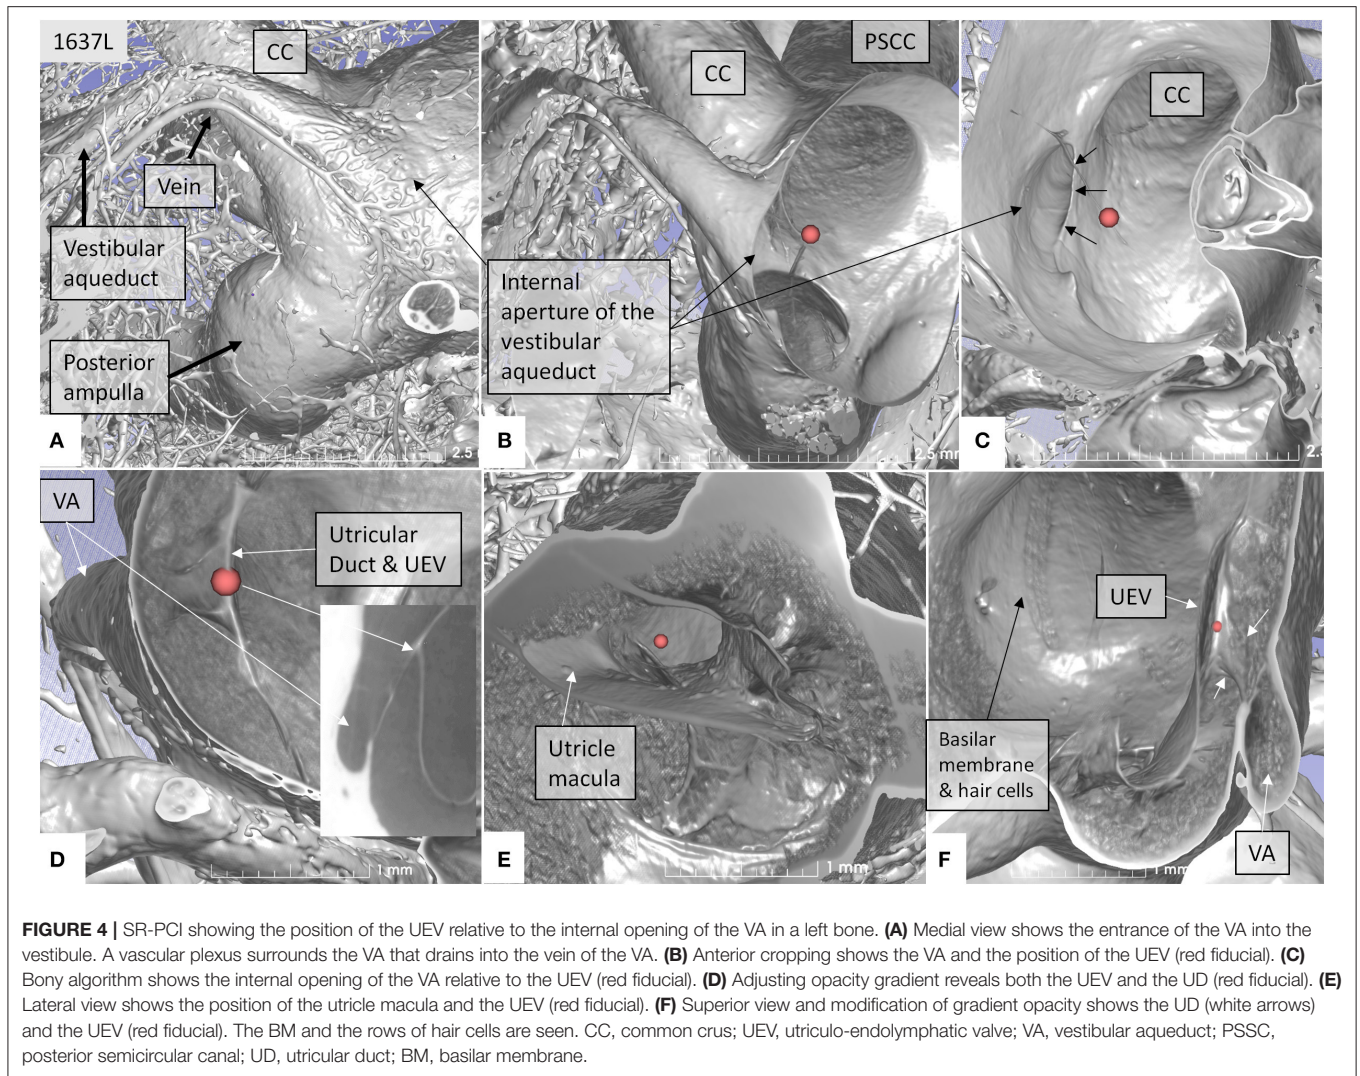 1637L
CC
Vein
Vestibular
aqueduct
Posterior
ampulla
A
2.5
CC
PSCC
Internal
aperture of the
vestibular
aqueduct
B
2.5 mm
CC
C
2.5
VA
Utricular
Duct & UEV
D
1 mm
Utricle
macula
E
1 mm
UEV
Basilar
membrane
& hair cells
F
1 mm
VA
FIGURE 4 | SR-PCI showing the position of the UEV relative to the internal opening of the VA in a left bone. (A) Medial view shows the entrance of the VA into the
vestibule. A vascular plexus surrounds the VA that drains into the vein of the VA. (B) Anterior cropping shows the VA and the position of the UEV (red fiducial). (C)
Bony algorithm shows the internal opening of the VA relative to the UEV (red fiducial). (D) Adjusting opacity gradient reveals both the UEV and the UD (red fiducial). (E)
Lateral view shows the position of the utricle macula and the UEV (red fiducial). (F) Superior view and modification of gradient opacity shows the UD (white arrows)
and the UEV (red fiducial). The BM and the rows of hair cells are seen. CC, common crus; UEV, utriculo-endolymphatic valve; VA, vestibular aqueduct; PSSC,
posterior semicircular canal; UD, utricular duct; BM, basilar membrane.